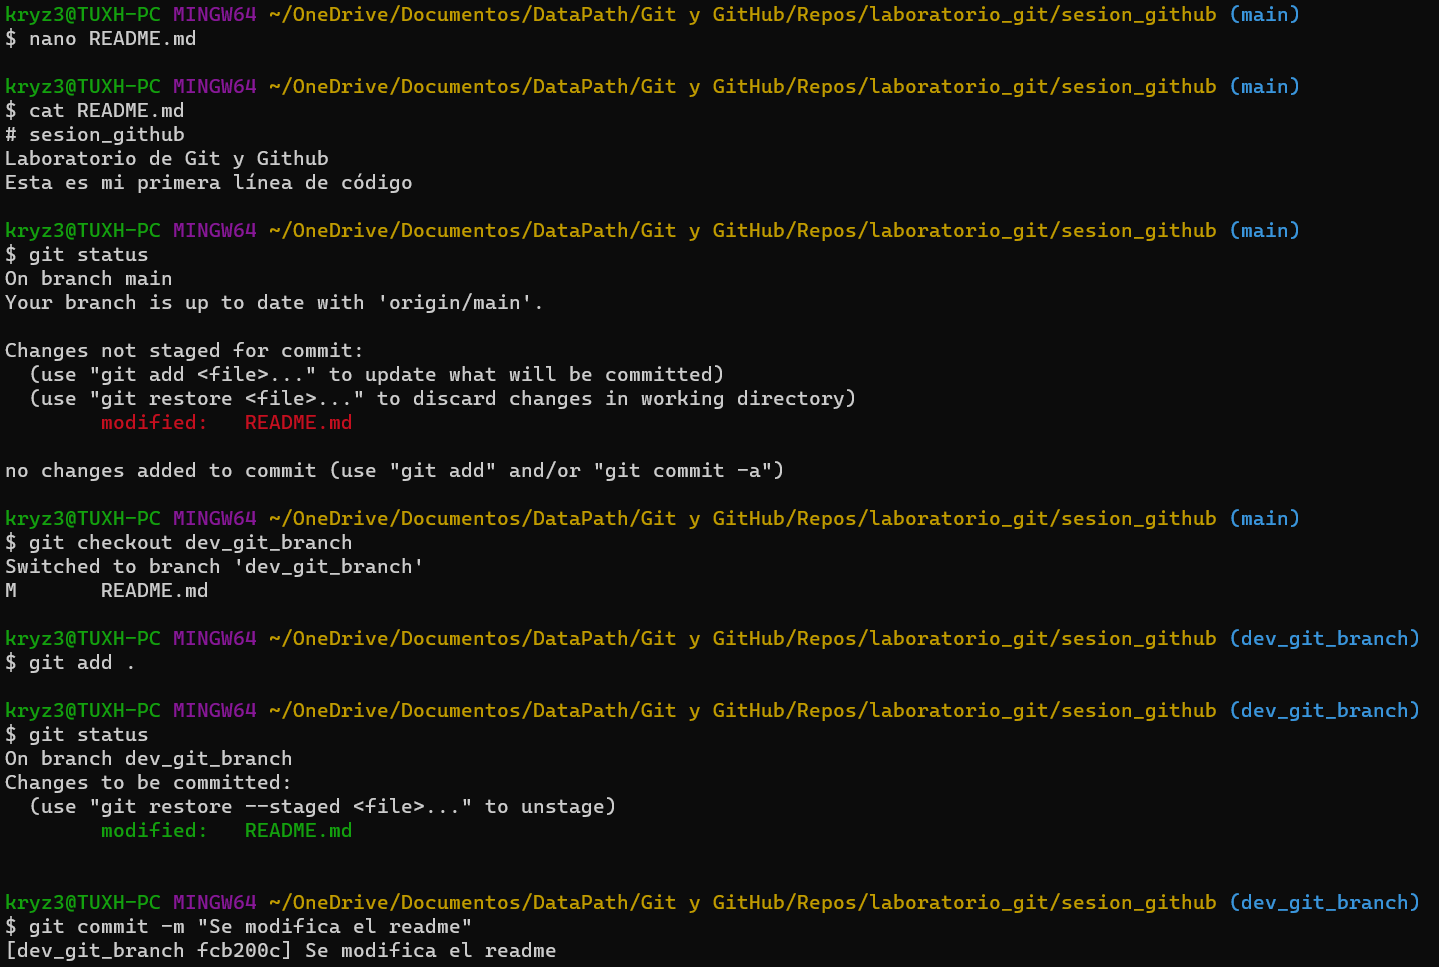 kryz3@TUXH-PC MINGW64 ~/OneDrive/Documentos/DataPath/Git y GitHub/Repos/laboratorio_git/sesion_github (main)
$ nano README.md
kryz3@TUXH-PC MINGW64 ~/OneDrive/Documentos/DataPath/Git y GitHub/Repos/laboratorio_git/sesion_github (main)
$ cat README.md
# sesion_github
Laboratorio de Git y Github
Esta es mi primera línea de código
kryz3@TUXH-PC MINGW64 ~/OneDrive/Documentos/DataPath/Git y GitHub/Repos/laboratorio_git/sesion_github (main)
$ git status
On branch main
Your branch is up to date with 'origin/main'.
Changes not staged for commit:
  (use "git add <file>..." to update what will be committed)
  (use "git restore <file>..." to discard changes in working directory)
        modified:   README.md
no changes added to commit (use "git add" and/or "git commit -a")
kryz3@TUXH-PC MINGW64 ~/OneDrive/Documentos/DataPath/Git y GitHub/Repos/laboratorio_git/sesion_github (main)
$ git checkout dev_git_branch
Switched to branch 'dev_git_branch'
M       README.md
kryz3@TUXH-PC MINGW64 ~/OneDrive/Documentos/DataPath/Git y GitHub/Repos/laboratorio_git/sesion_github (dev_git_branch)
$ git add .
kryz3@TUXH-PC MINGW64 ~/OneDrive/Documentos/DataPath/Git y GitHub/Repos/laboratorio_git/sesion_github (dev_git_branch)
$ git status
On branch dev_git_branch
Changes to be committed:
  (use "git restore --staged <file>..." to unstage)
        modified:   README.md
kryz3@TUXH-PC MINGW64 ~/OneDrive/Documentos/DataPath/Git y GitHub/Repos/laboratorio_git/sesion_github (dev_git_branch)
$ git commit -m "Se modifica el readme"
[dev_git_branch fcb200c] Se modifica el readme